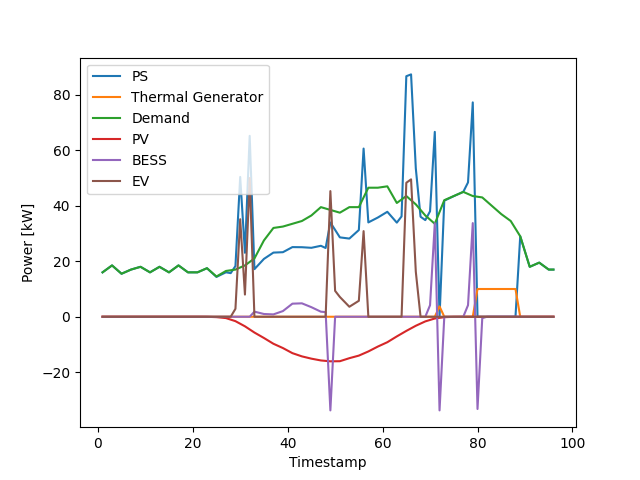 PS
Thermal Generator
Demand
PV
BESS
EV
Power [kW]
80
60
40
20
0
−20
0 20 40 60 80 100
Timestamp